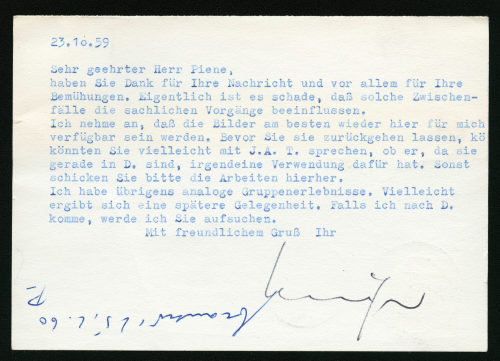 23.10.59
Sehr geehrter Herr Piene,
haben Sie Dank für Ihre Nachricht und vor allem für Ihre
Bemühungen. Eigentlich ist es schade, daß solche Zwischen-
fälle die sachlichen Vorgänge beeinflussen.
Ich nehme an, daß die Bilder am besten wieder hier für mich
verfügbar sein werden. Bevor Sie sie zurückgehen lassen, kö
könnten Sie vielleicht mit J.A. T. sprechen, ob er, da sie
gerade in D. sind, irgendeine Verwendung dafür hat. Sonst
schicken Sie bitte die Arbeiten hierher.
Ich habe übrigens analoge Gruppenerlebnisse. Vielleicht
ergibt sich eine spätere Gelegenheit. Falls ich nach D.
komme, werde ich Sie aufsuchen.
Mit freundlichem Gruß Ihr